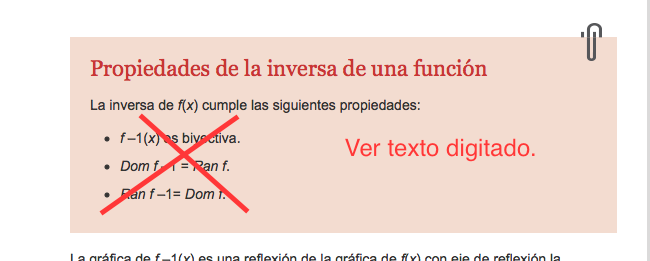 Propiedades de la inversa de una función
La inversa de f(x) cumple las siguientes propiedades:
• f –1(x) es biyectiva.
Ver texto digitado.
• Dom f –1 = Ran f.
• Ran f –1= Dom f.
La gráfica de f –1(x) es una reflexión de la gráfica de f(x) con eje de reflexión la